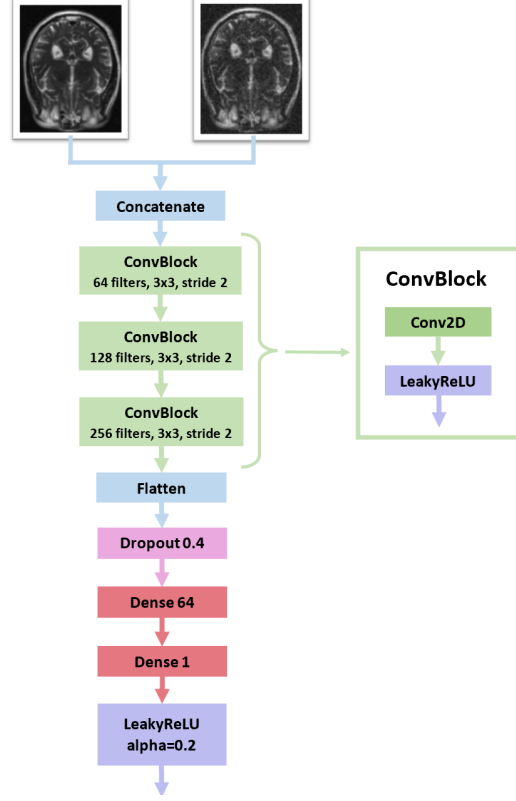 Concatenate
ConvBlock
64 filters, 3x3, stride 2
ConvBlock
128 filters, 3x3, stride 2
ConvBlock
256 filters, 3x3, stride 2
Flatten
Dropout 0.4
Dense 64
Dense 1
LeakyReLU
alpha=0.2
ConvBlock
Conv2D
LeakyReLU